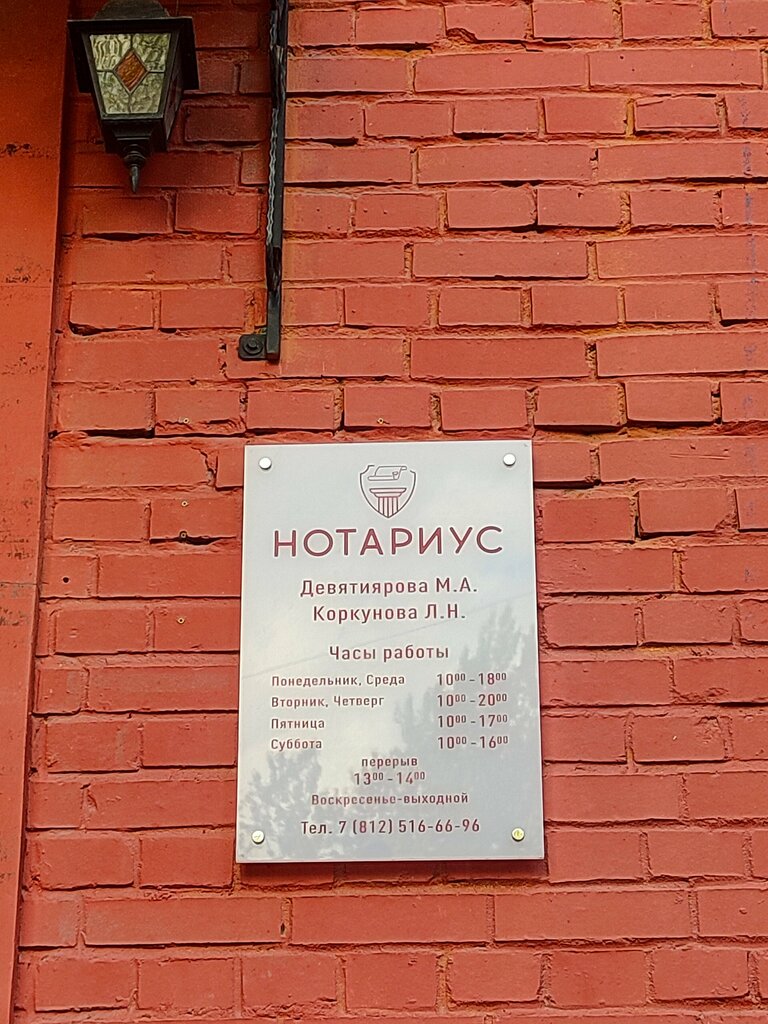 НОТАРИУС
Девятиярова М.А.
Коркунова Л.Н.
Часы работы
Понедельник, Среда 10⁰⁰-18⁰⁰
Вторник, Четверг 10⁰⁰-20⁰⁰
Пятница 10⁰⁰-17⁰⁰
Суббота 10⁰⁰-16⁰⁰
перерыв
13⁰⁰-14⁰⁰
Воскресенье-выходной
Тел. 7 (812) 516-66-96